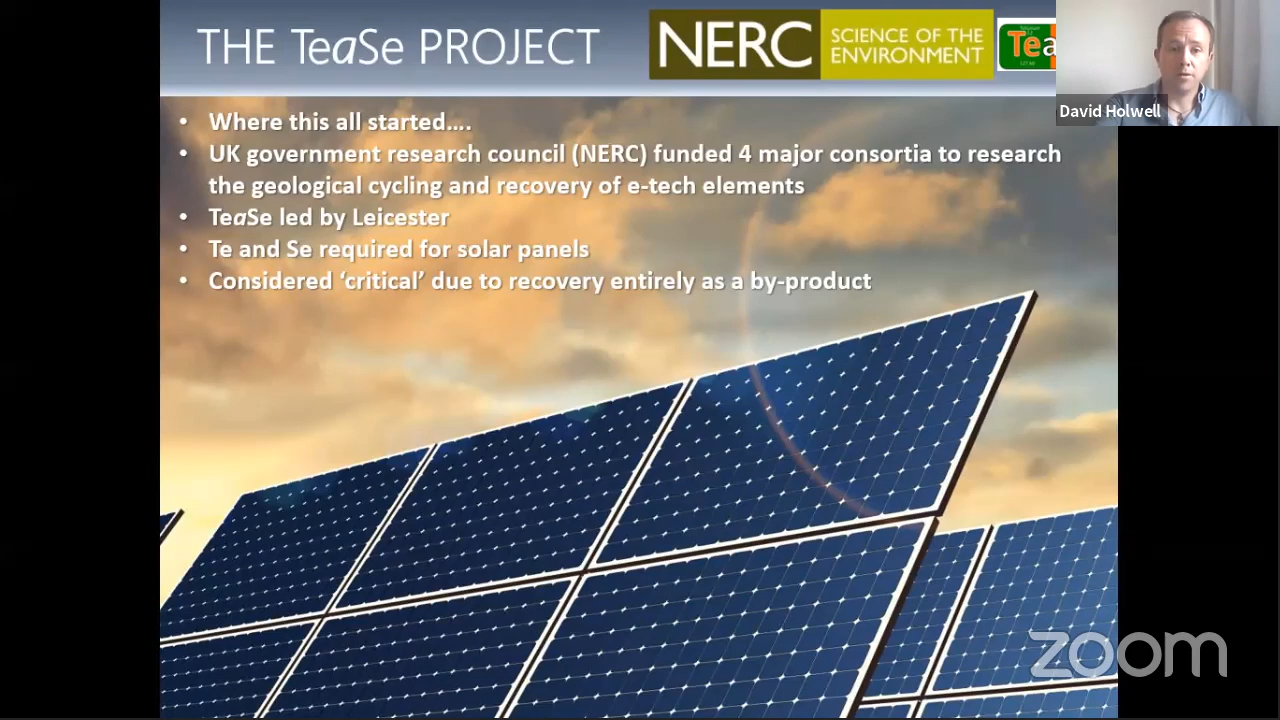 THE TeaSe PROJECT
NERC
SCIENCE OF THE
ENVIRONMENT
Tea
David Holwell
• Where this all started….
• UK government research council (NERC) funded 4 major consortia to research
the geological cycling and recovery of e-tech elements
• TeaSe led by Leicester
• Te and Se required for solar panels
• Considered ‘critical’ due to recovery entirely as a by-product
zoom